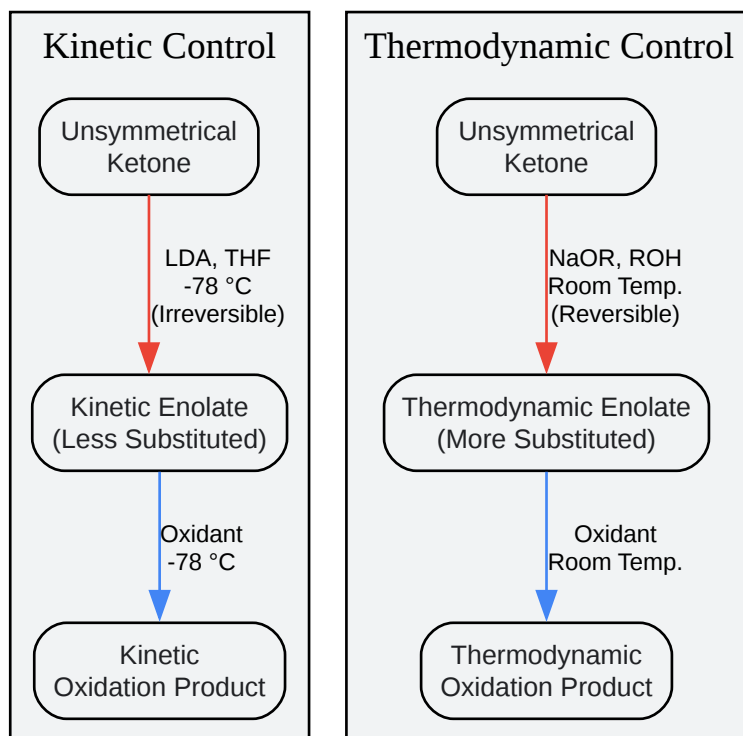 Kinetic Control
Unsymmetrical
Ketone
LDA, THF
-78 °C
(Irreversible)
Kinetic Enolate
(Less Substituted)
Oxidant
-78 °C
Kinetic
Oxidation Product
Thermodynamic Control
Unsymmetrical
Ketone
NaOR, ROH
Room Temp.
(Reversible)
Thermodynamic Enolate
(More Substituted)
Oxidant
Room Temp.
Thermodynamic
Oxidation Product